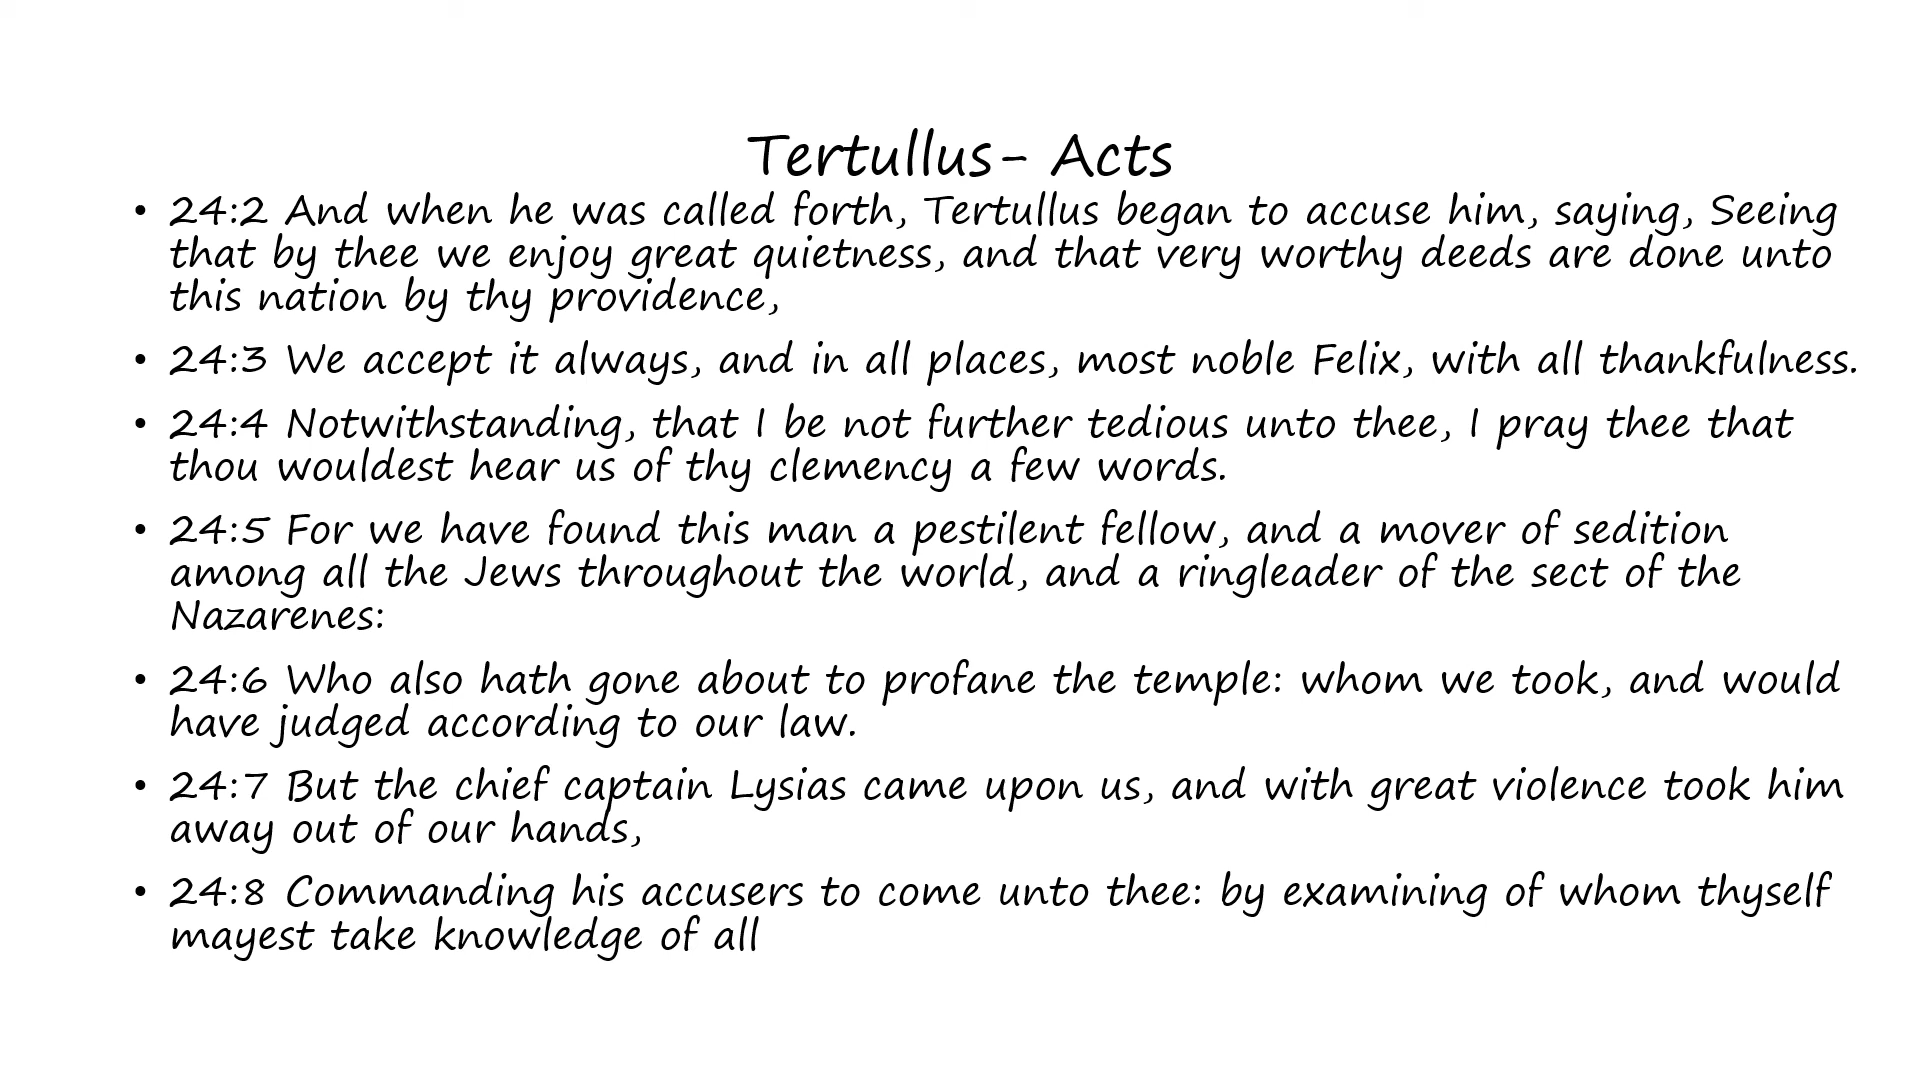 Tertullus- Acts
• 24:2 And when he was called forth, Tertullus began to accuse him, saying, Seeing
that by thee we enjoy great quietness, and that very worthy deeds are done unto
this nation by thy providence,
• 24:3 We accept it always, and in all places, most noble Felix, with all thankfulness.
• 24:4 Notwithstanding, that I be not further tedious unto thee, I pray thee that
thou wouldest hear us of thy clemency a few words.
• 24:5 For we have found this man a pestilent fellow, and a mover of sedition
among all the Jews throughout the world, and a ringleader of the sect of the
Nazarenes:
• 24:6 Who also hath gone about to profane the temple: whom we took, and would
have judged according to our law.
• 24:7 But the chief captain Lysias came upon us, and with great violence took him
away out of our hands,
• 24:8 Commanding his accusers to come unto thee: by examining of whom thyself
mayest take knowledge of all